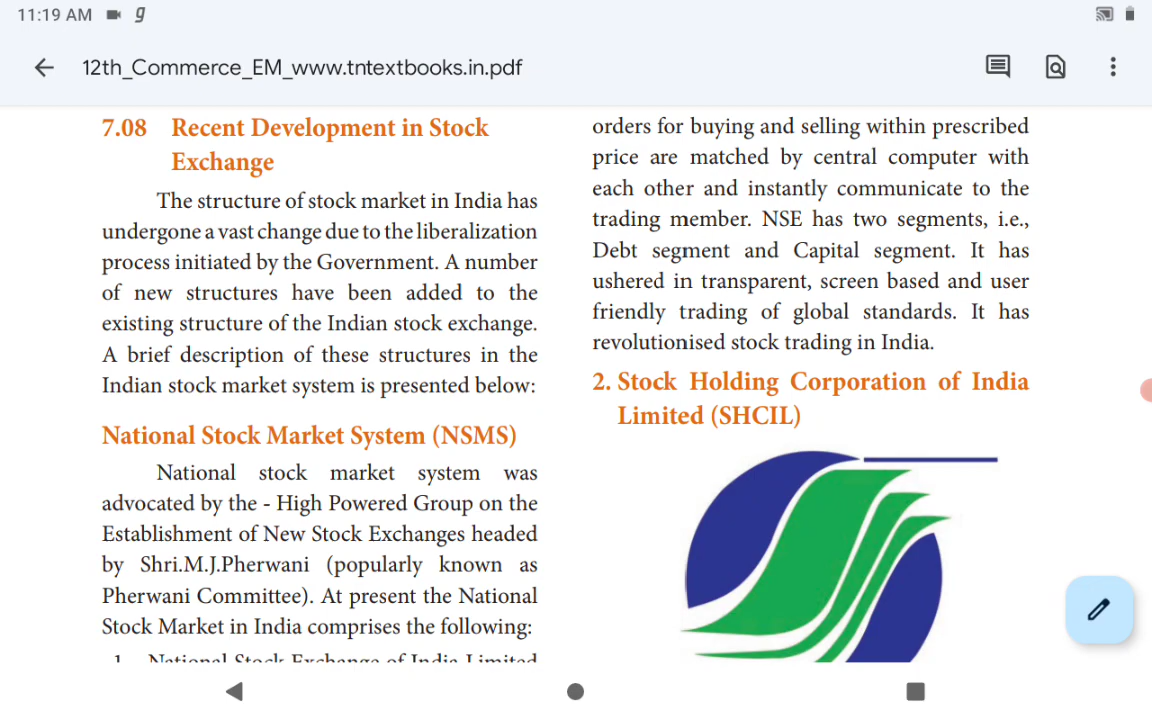 11:19 AM g
12th_Commerce_EM_www.tntextbooks.in.pdf
7.08 Recent Development in Stock
Exchange
The structure of stock market in India has
undergone a vast change due to the liberalization
process initiated by the Government. A number
of new structures have been added to the
existing structure of the Indian stock exchange.
A brief description of these structures in the
Indian stock market system is presented below:
National Stock Market System (NSMS)
National stock market system was
advocated by the - High Powered Group on the
Establishment of New Stock Exchanges headed
by Shri.M.J.Pherwani (popularly known as
Pherwani Committee). At present the National
Stock Market in India comprises the following:
1. National Stock Exchange of India Limited
orders for buying and selling within prescribed
price are matched by central computer with
each other and instantly communicate to the
trading member. NSE has two segments, i.e.,
Debt segment and Capital segment. It has
ushered in transparent, screen based and user
friendly trading of global standards. It has
revolutionised stock trading in India.
2. Stock Holding Corporation of India
Limited (SHCIL)